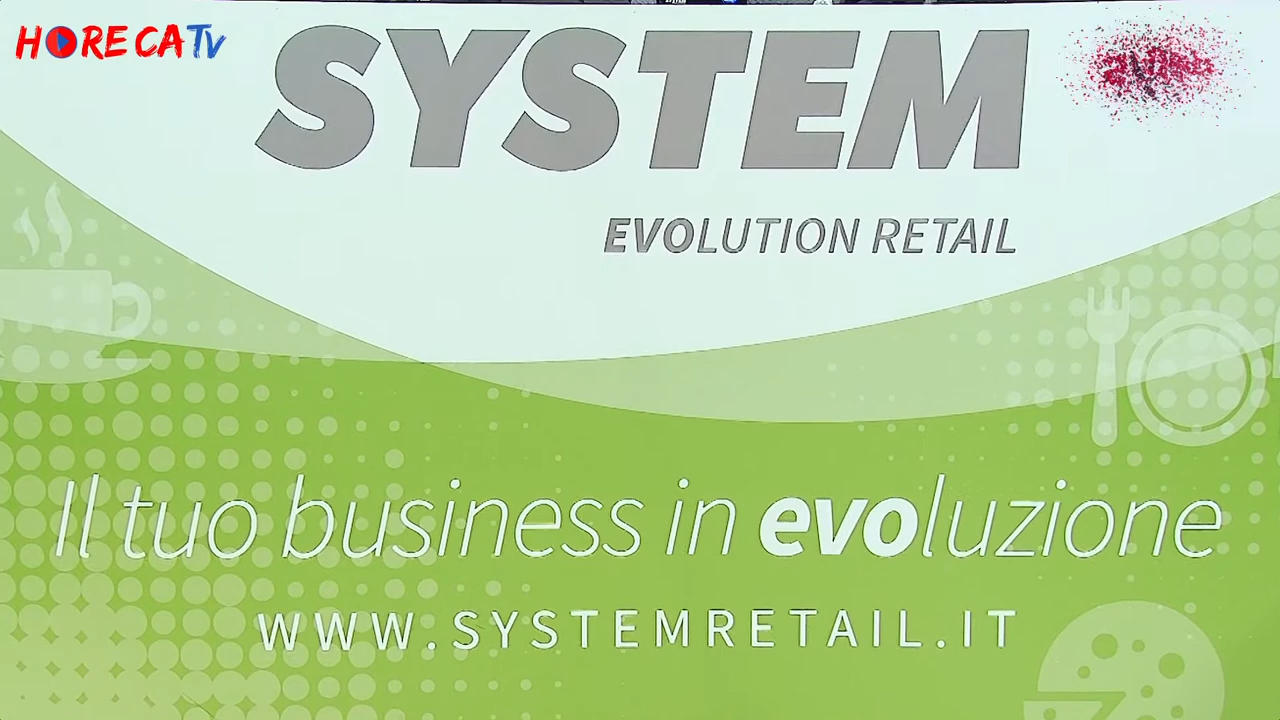 HORECATV
SYSTEM
EVOLUTION RETAIL
Il tuo business in evoluzione
WWW.SYSTEMRETAIL.IT